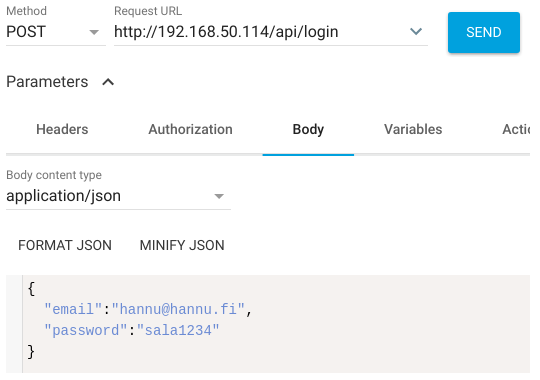 Method
Request URL
POST
http://192.168.50.114/api/login
SEND
Parameters
Headers
Authorization
Body
Variables
Actic
Body content type
application/json
FORMAT JSON
MINIFY JSON
{
"email":"hannu@hannu.fi",
"password":"sala1234"
}